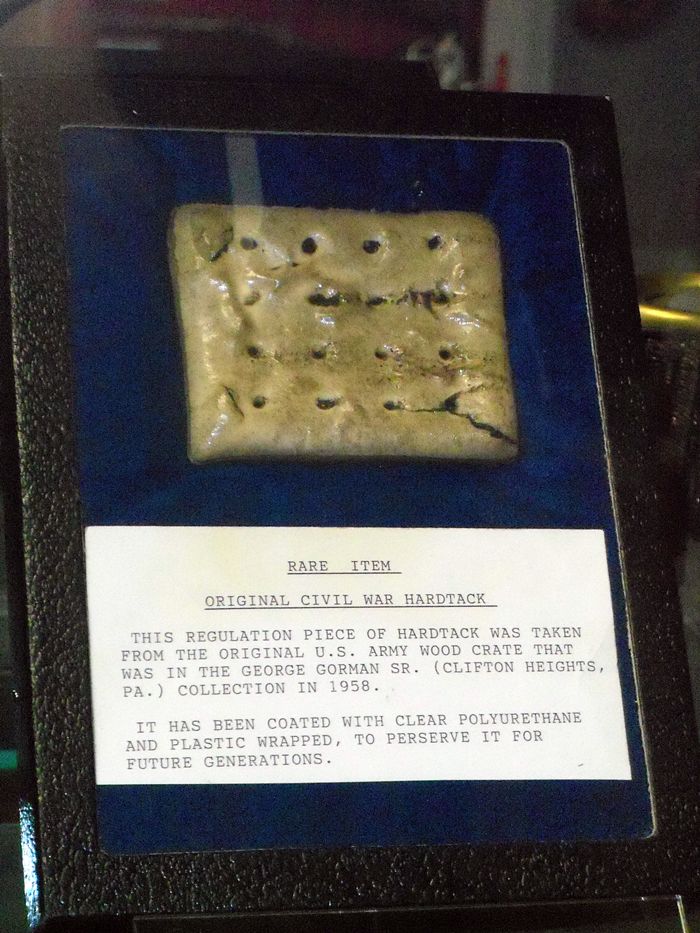 RARE ITEM
ORIGINAL CIVIL WAR HARDTACK
THIS REGULATION PIECE OF HARDTACK WAS TAKEN
FROM THE ORIGINAL U.S. ARMY WOOD CRATE THAT
WAS IN THE GEORGE GORMAN SR. (CLIFTON HEIGHTS,
PA.) COLLECTION IN 1958.
IT HAS BEEN COATED WITH CLEAR POLYURETHANE
AND PLASTIC WRAPPED, TO PERSERVE IT FOR
FUTURE GENERATIONS.